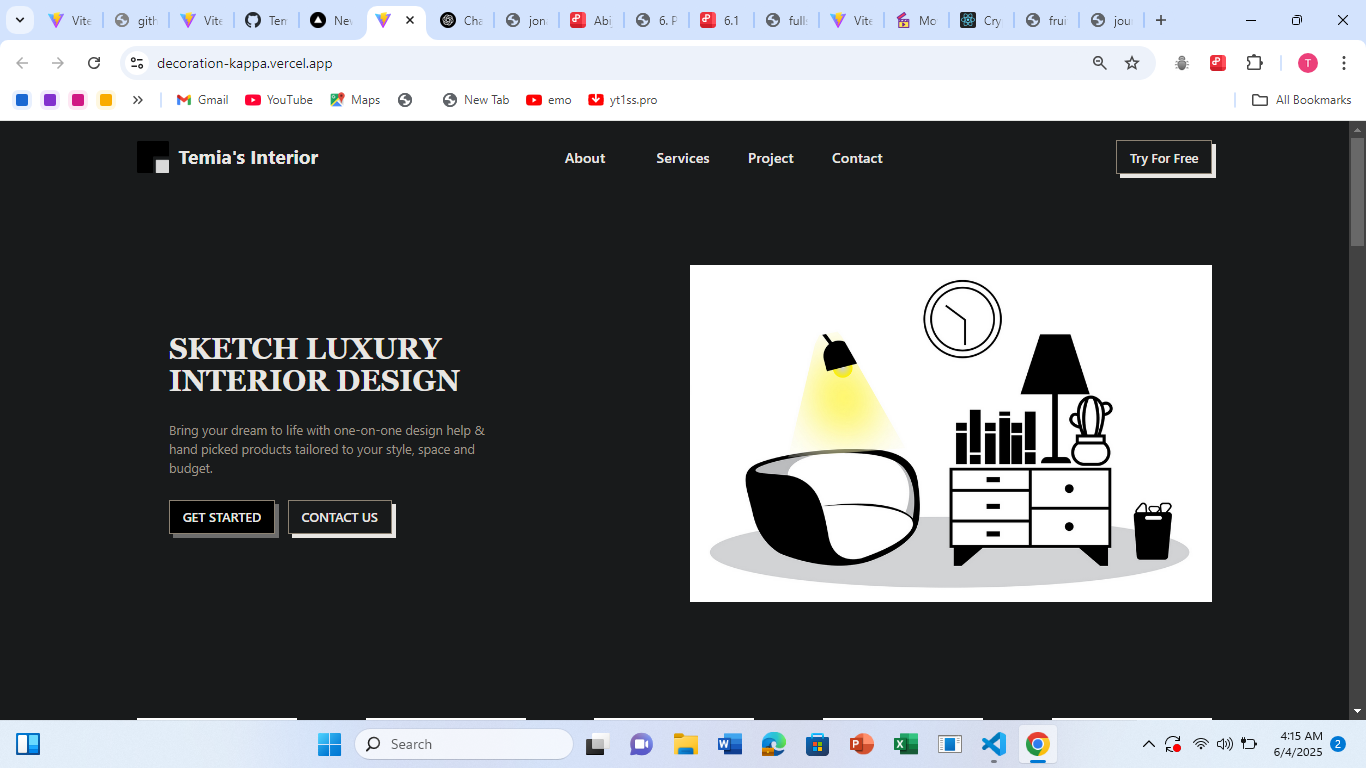 Vite
gith
Vite
Tem
New
Cha
jon
Abi
6. P
6.1
full
Vite
Mo
Cry
frui
jou
decoration-kappa.vercel.app
T
Gmail
YouTube
Maps
New Tab
emo
yt1ss.pro
All Bookmarks
Temia's Interior
About
Services
Project
Contact
Try For Free
SKETCH LUXURY
INTERIOR DESIGN
Bring your dream to life with one-on-one design help &
hand picked products tailored to your style, space and
budget.
GET STARTED
CONTACT US
Search
4:15 AM
6/4/2025
2